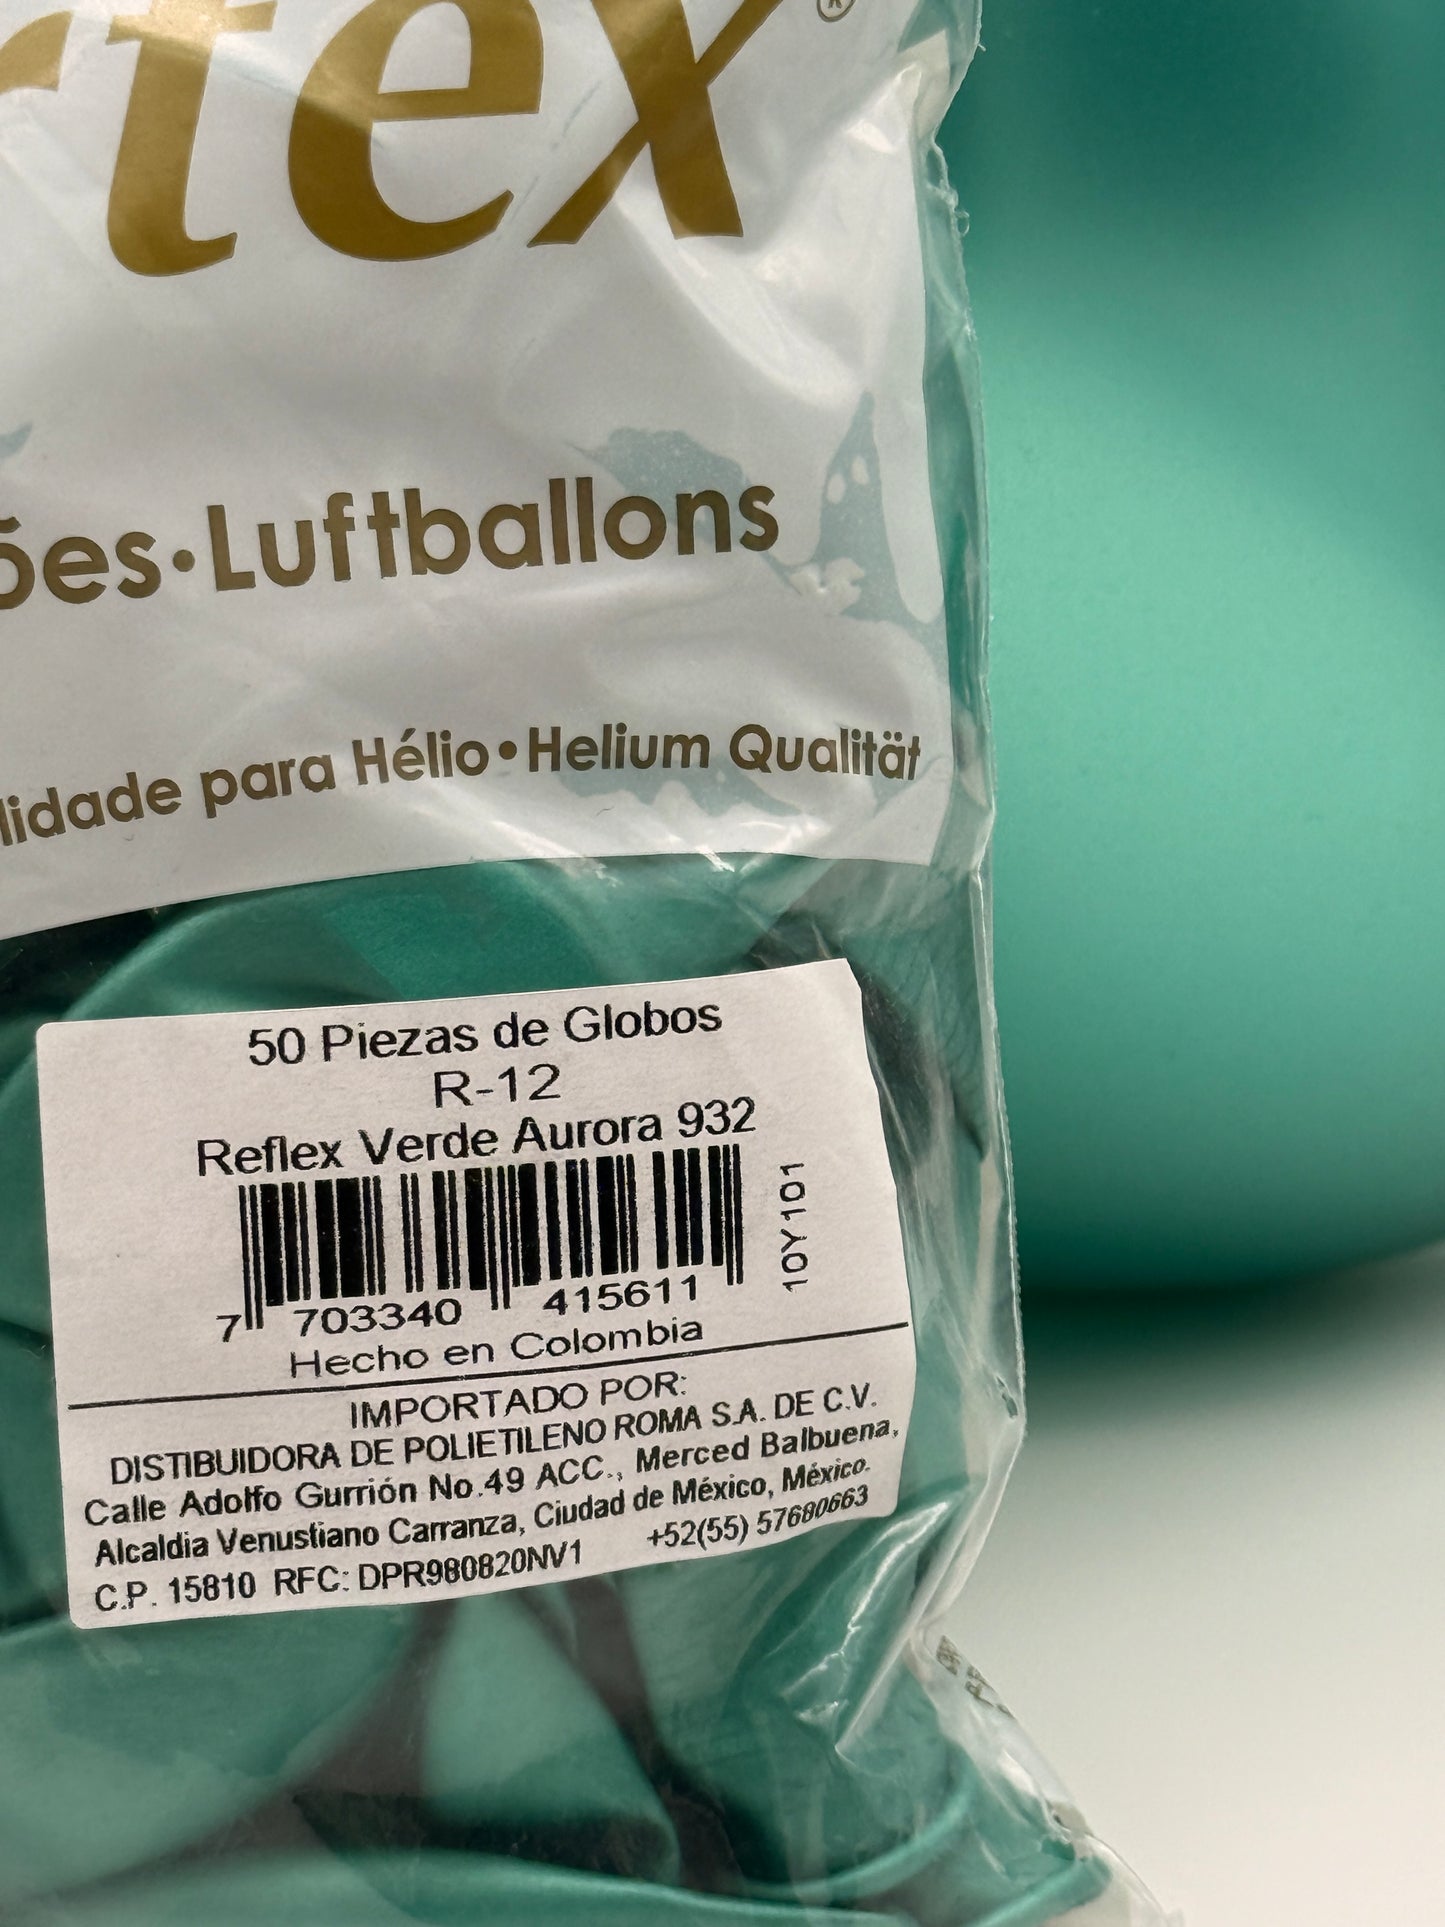 rtex®
ões•Luftballons
lidade para Hélio•Helium Qualität
50 Piezas de Globos
R-12
Reflex Verde Aurora 932
10Y101
7 703340 415611
Hecho en Colombia
IMPORTADO POR:
DISTIBUIDORA DE POLIETILENO ROMA S.A. DE C.V.
Calle Adolfo Gurrión No.49 ACC., Merced Balbuena,
Alcaldia Venustiano Carranza, Ciudad de México, México.
C.P. 15810 RFC: DPR980820NV1 +52(55) 57680663